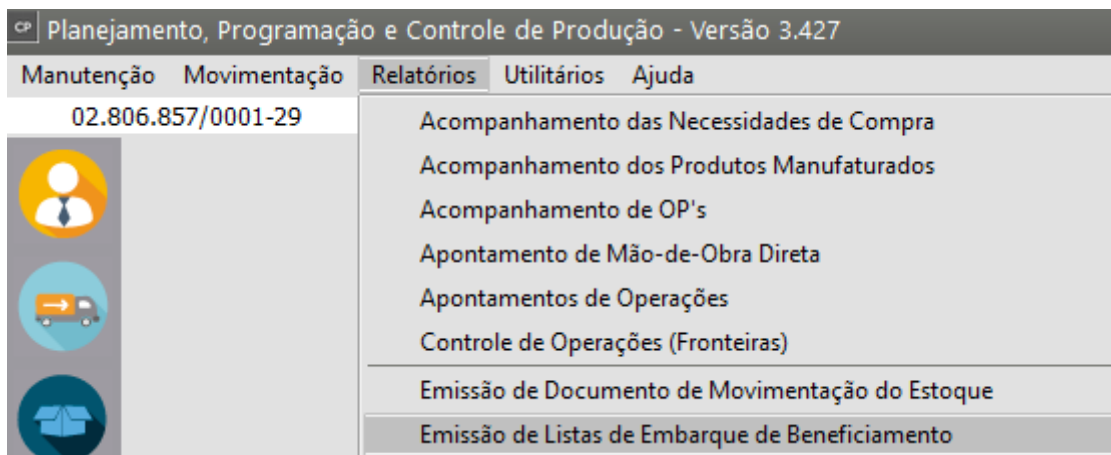 CP Planejamento, Programação e Controle de Produção - Versão 3.427
Manutenção Movimentação Relatórios Utilitários Ajuda
02.806.857/0001-29
Acompanhamento das Necessidades de Compra
Acompanhamento dos Produtos Manufaturados
Acompanhamento de OP's
Apontamento de Mão-de-Obra Direta
Apontamentos de Operações
Controle de Operações (Fronteiras)
Emissão de Documento de Movimentação do Estoque
Emissão de Listas de Embarque de Beneficiamento